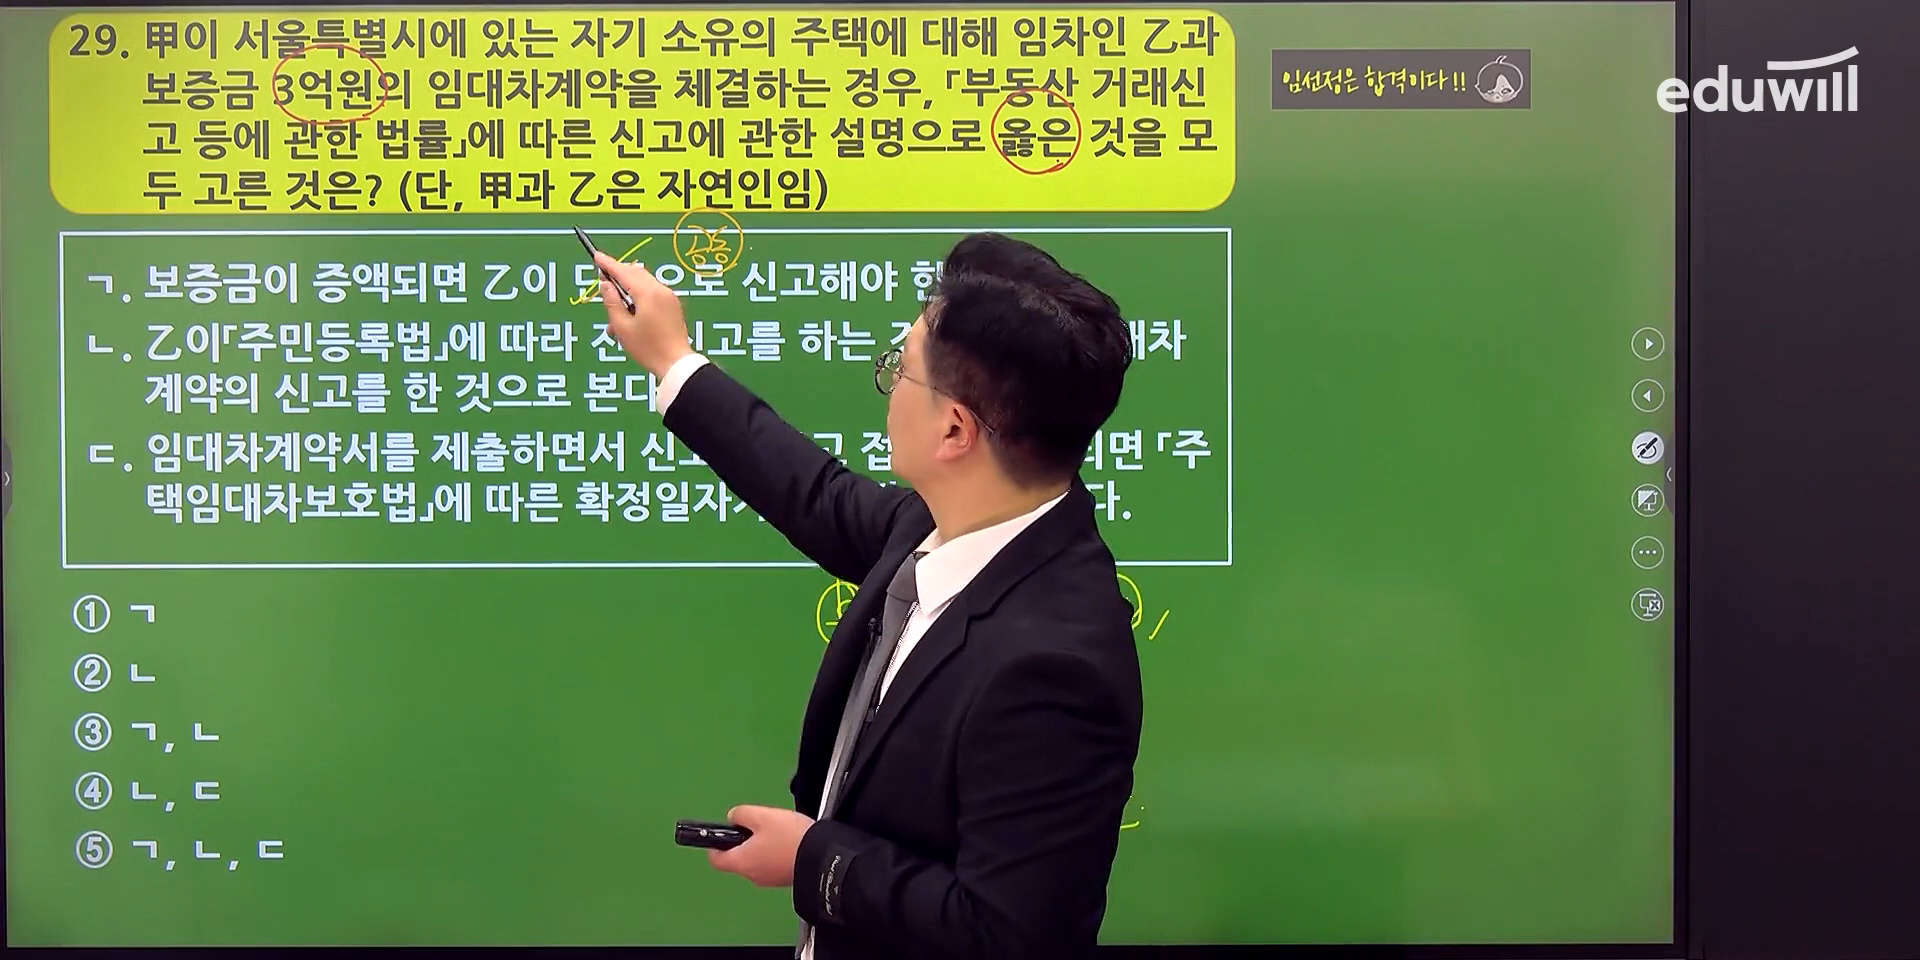 29. 甲이 서울특별시에 있는 자기 소유의 주택에 대해 임차인 乙과
보증금 3억원의 임대차계약을 체결하는 경우, 「부동산 거래신
고 등에 관한 법률」에 따른 신고에 관한 설명으로 옳은 것을 모
두 고른 것은? (단, 甲과 乙은 자연인임)
임선정은 합격이다!!
eduwill
공동
ㄱ. 보증금이 증액되면 乙이 으로 신고해야
ㄴ. 乙이「주민등록법」에 따라 신고를 하는 대차
계약의 신고를 한 것으로 본다
ㄷ. 임대차계약서를 제출하면서 되면 「주
택임대차보호법」에 따른 확정일자가 다.
① ㄱ
② ㄴ
③ ㄱ, ㄴ
④ ㄴ, ㄷ
⑤ ㄱ, ㄴ, ㄷ